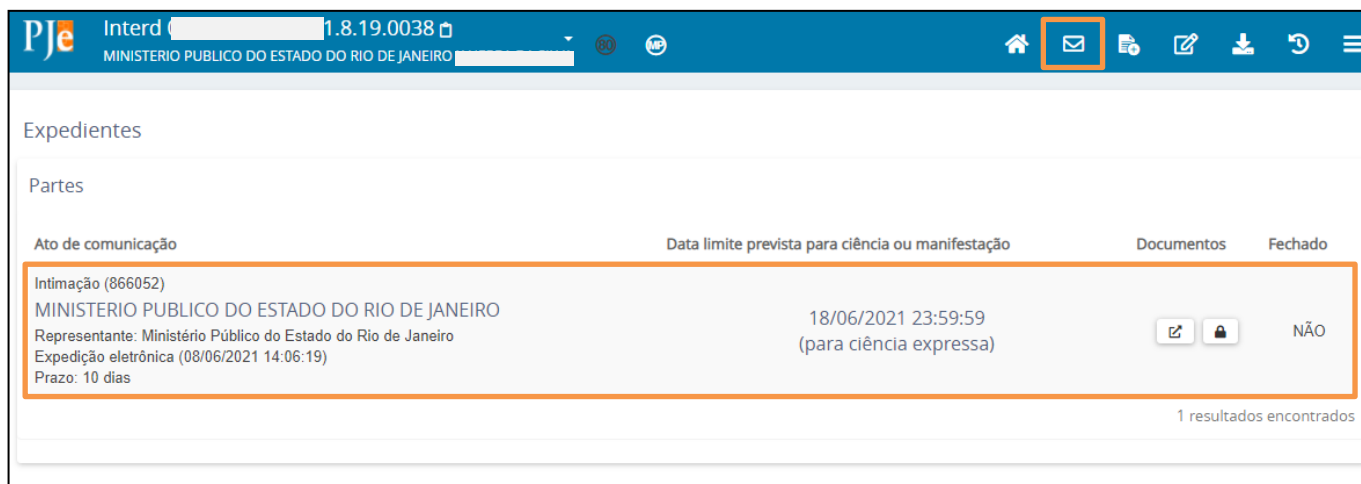 PJe
Interd
1.8.19.0038
MINISTERIO PUBLICO DO ESTADO DO RIO DE JANEIRO
80
MP
Expedientes
Partes
Ato de comunicação Data limite prevista para ciência ou manifestação Documentos Fechado
Intimação (866052)
MINISTERIO PUBLICO DO ESTADO DO RIO DE JANEIRO
Representante: Ministério Público do Estado do Rio de Janeiro
Expedição eletrônica (08/06/2021 14:06:19)
Prazo: 10 dias
18/06/2021 23:59:59
(para ciência expressa)
NÃO
1 resultados encontrados